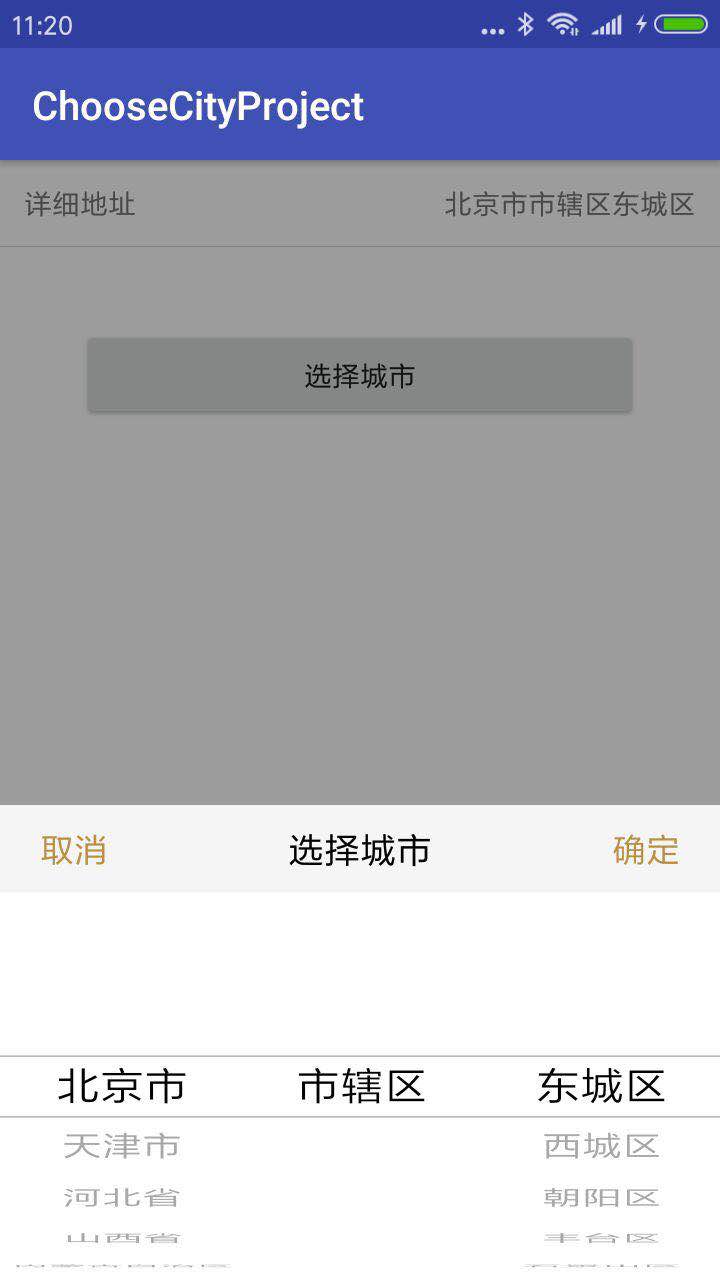 11:20
ChooseCityProject
详细地址 北京市市辖区东城区
选择城市
取消 选择城市 确定
北京市 市辖区 东城区
天津市 西城区
河北省 朝阳区
山西省 丰台区